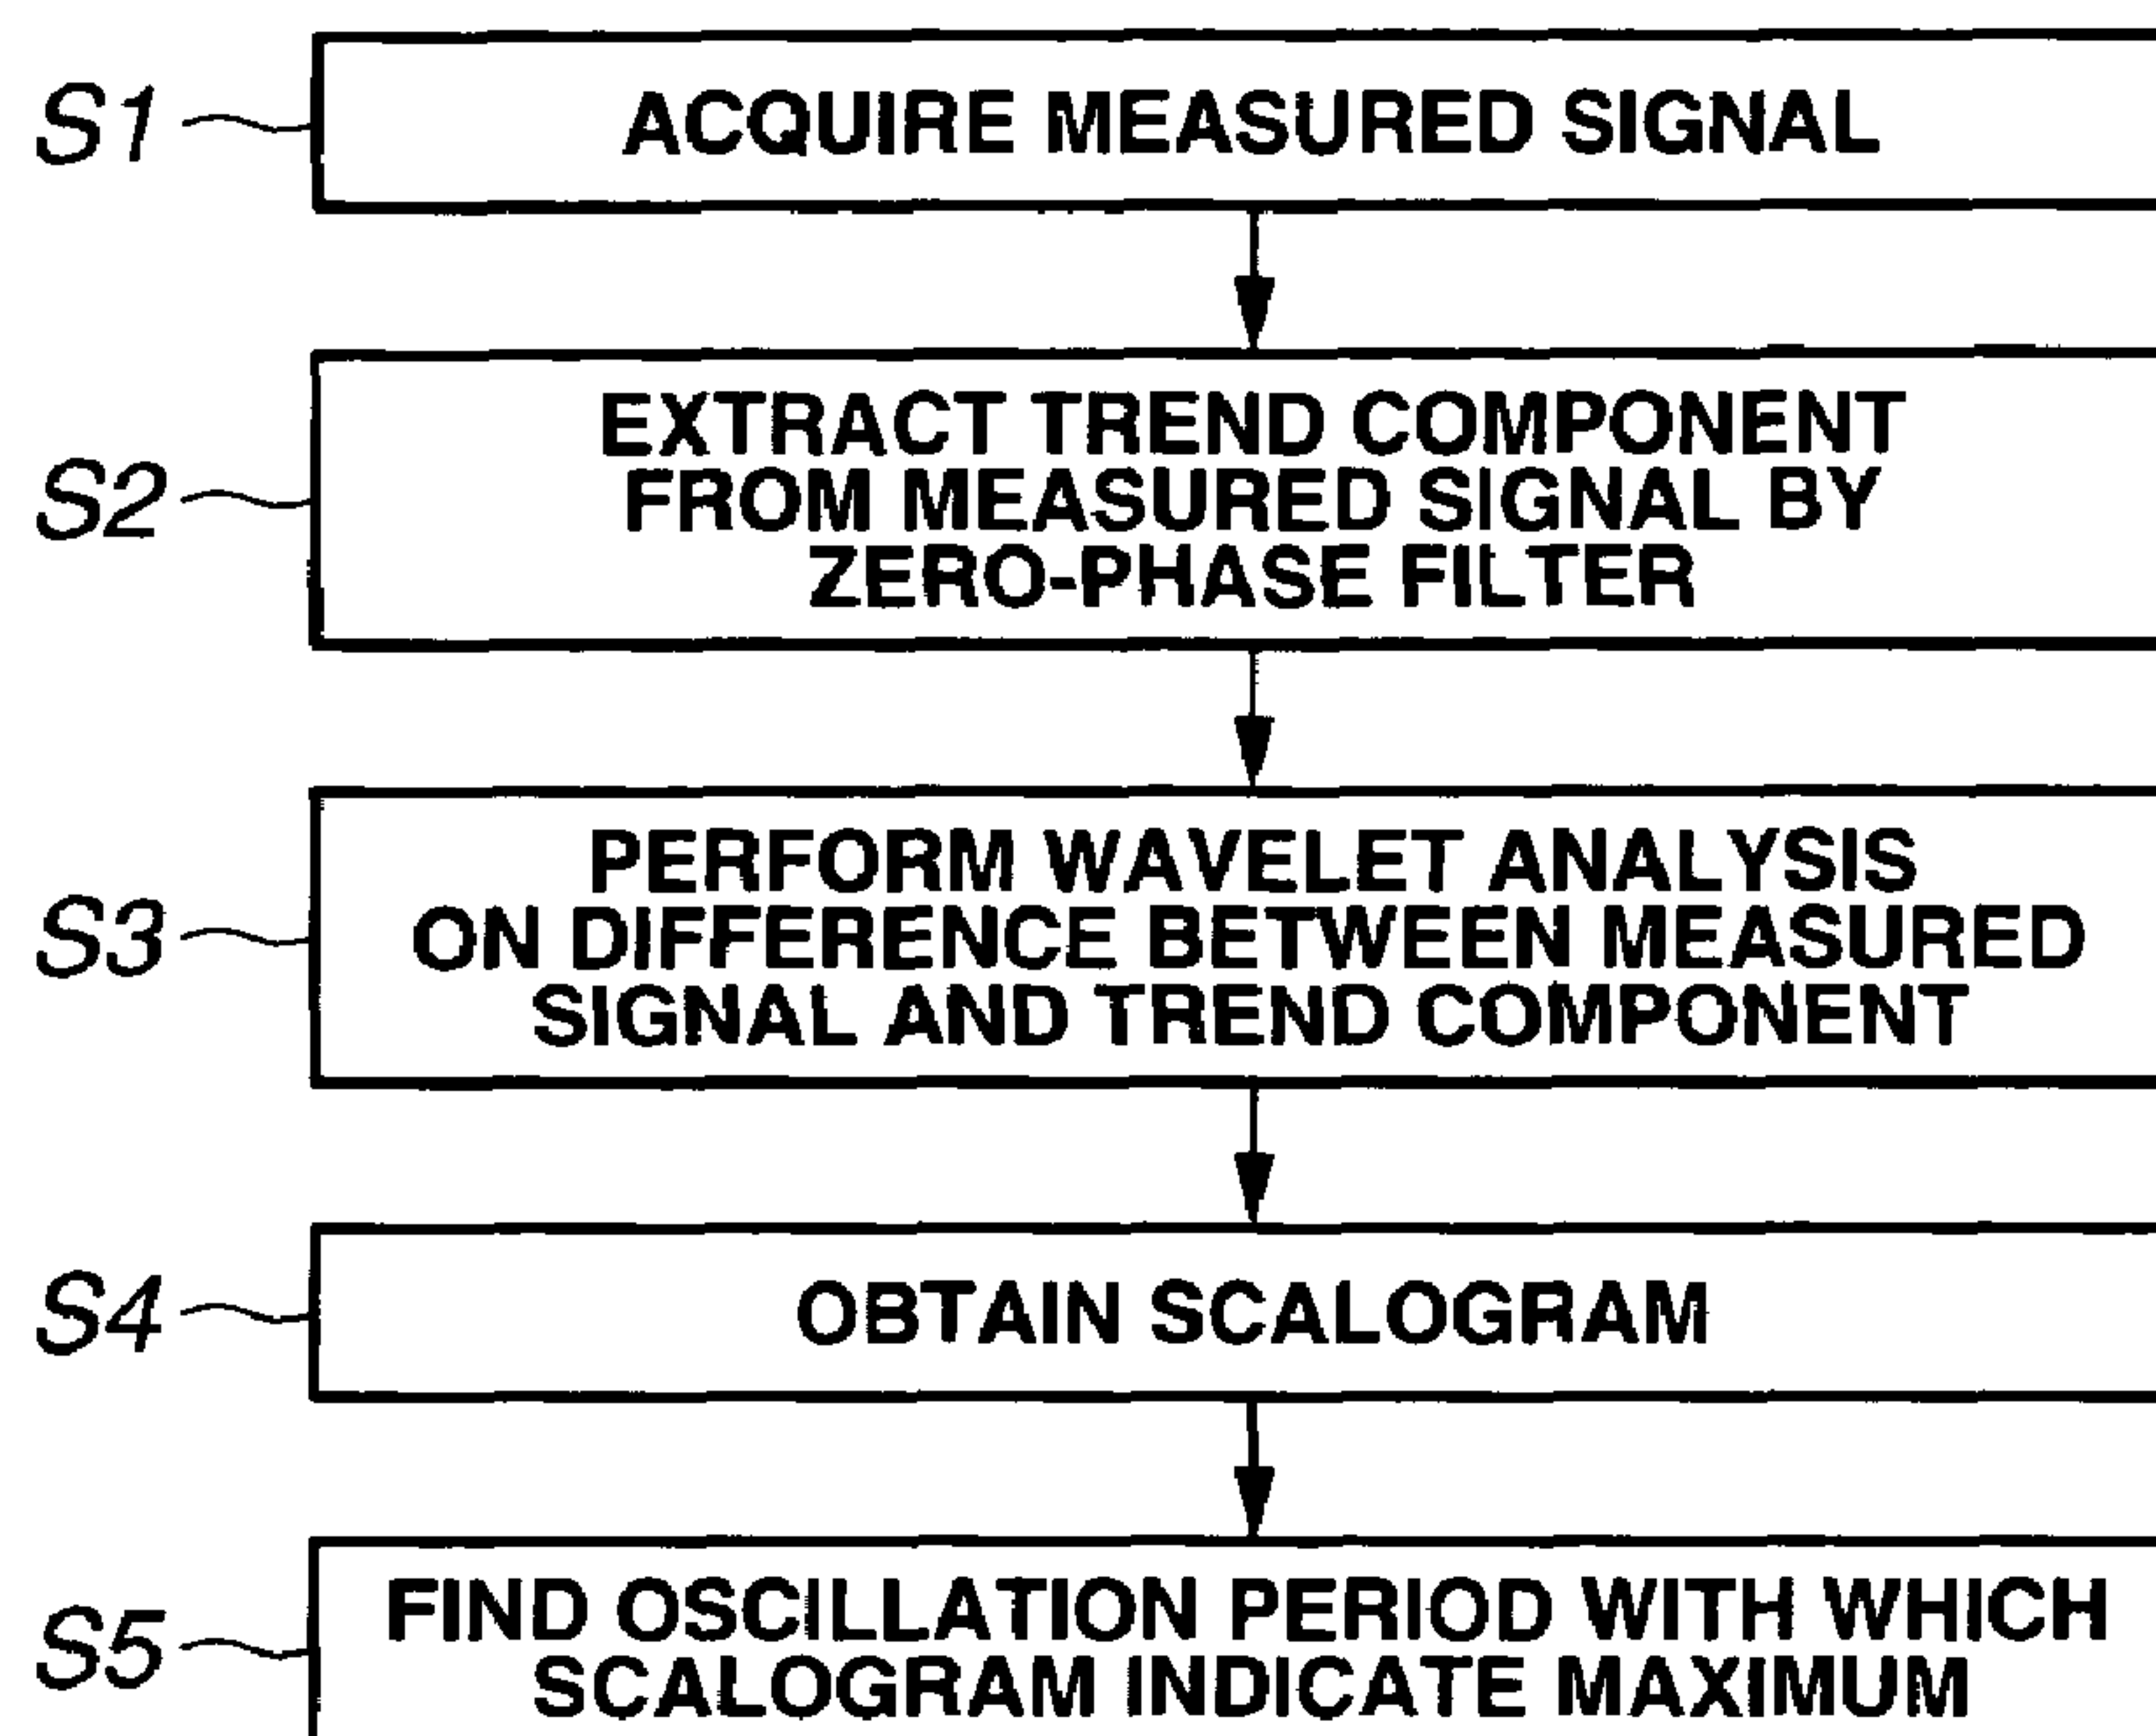 S1
ACQUIRE MEASURED SIGNAL
S2
EXTRACT TREND COMPONENT
FROM MEASURED SIGNAL BY
ZERO-PHASE FILTER
S3
PERFORM WAVELET ANALYSIS
ON DIFFERENCE BETWEEN MEASURED
SIGNAL AND TREND COMPONENT
S4
OBTAIN SCALOGRAM
S5
FIND OSCILLATION PERIOD WITH WHICH
SCALOGRAM INDICATE MAXIMUM